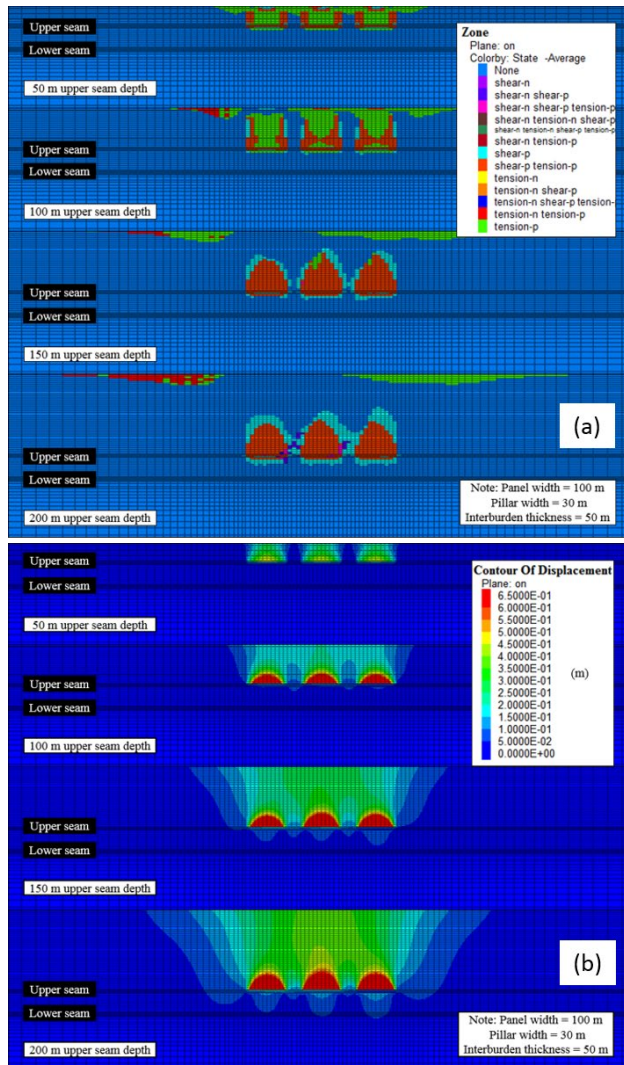 Zone
Plane: on
Colorby: State -Average
None
shear-n
shear-n shear-p
shear-n shear-p tension-p
shear-n tension-n shear-p
shear-n tension-n shear-p tension-p
shear-n tension-p
shear-p
shear-p tension-p
tension-n
tension-n shear-p
tension-n shear-p tension-
tension-n tension-p
tension-p
Upper seam
Lower seam
50 m upper seam depth
Upper seam
Lower seam
100 m upper seam depth
Upper seam
Lower seam
150 m upper seam depth
Upper seam
Lower seam
200 m upper seam depth
(a)
Note: Panel width = 100 m
Pillar width = 30 m
Interburden thickness = 50 m
Contour Of Displacement
Plane: on
6.5000E-01
6.0000E-01
5.5000E-01
5.0000E-01
4.5000E-01
4.0000E-01
3.5000E-01
3.0000E-01
2.5000E-01
2.0000E-01
1.5000E-01
1.0000E-01
5.0000E-02
0.0000E+00
(m)
Upper seam
Lower seam
50 m upper seam depth
Upper seam
Lower seam
100 m upper seam depth
Upper seam
Lower seam
150 m upper seam depth
Upper seam
Lower seam
200 m upper seam depth
(b)
Note: Panel width = 100 m
Pillar width = 30 m
Interburden thickness = 50 m